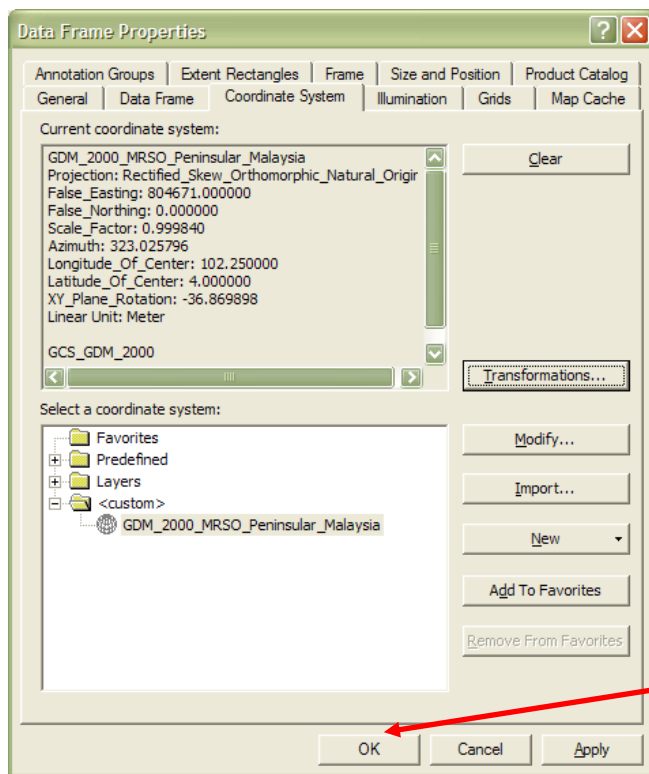 Data Frame Properties
Annotation Groups Extent Rectangles Frame Size and Position Product Catalog
General Data Frame Coordinate System Illumination Grids Map Cache
Current coordinate system:
GDM_2000_MRSO_Peninsular_Malaysia
Projection: Rectified_Skew_Orthomorphic_Natural_Origir
False_Easting: 804671.000000
False_Northing: 0.000000
Scale_Factor: 0.999840
Azimuth: 323.025796
Longitude_Of_Center: 102.250000
Latitude_Of_Center: 4.000000
XY_Plane_Rotation: -36.869898
Linear Unit: Meter
GCS_GDM_2000
Clear
Transformations...
Select a coordinate system:
Favorites
Predefined
Layers
<custom>
GDM_2000_MRSO_Peninsular_Malaysia
Modify...
Import...
New
Add To Favorites
Remove From Favorites
OK Cancel Apply